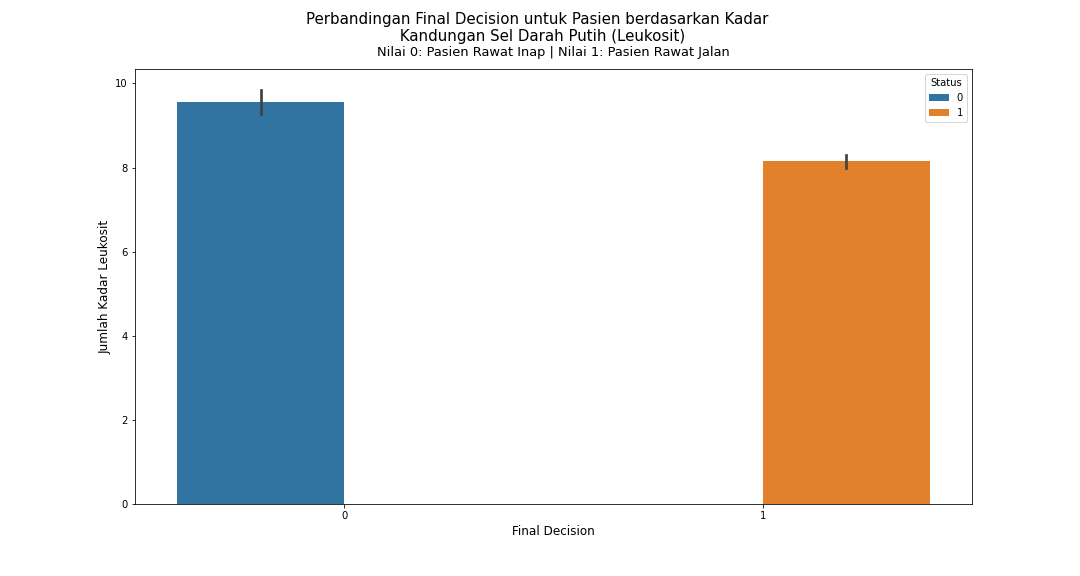 Perbandingan Final Decision untuk Pasien berdasarkan Kadar
Kandungan Sel Darah Putih (Leukosit)
Nilai 0: Pasien Rawat Inap | Nilai 1: Pasien Rawat Jalan
Status
0
1
Jumlah Kadar Leukosit
10
8
6
4
2
0
0
1
Final Decision